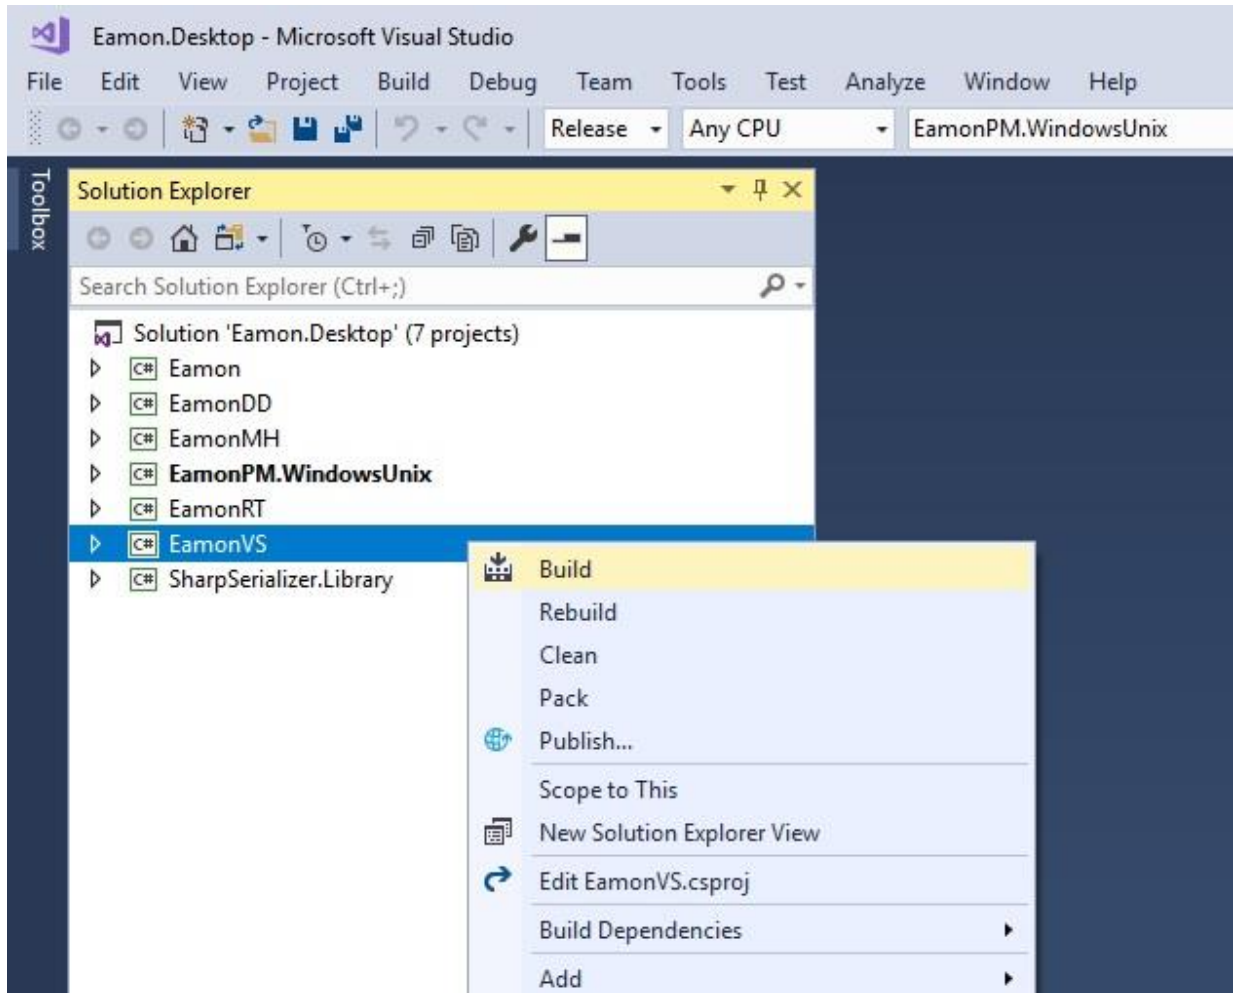 Eamon.Desktop - Microsoft Visual Studio
File Edit View Project Build Debug Team Tools Test Analyze Window Help
Release Any CPU EamonPM.WindowsUnix
Toolbox
Solution Explorer
Search Solution Explorer (Ctrl+;)
Solution 'Eamon.Desktop' (7 projects)
C# Eamon
C# EamonDD
C# EamonMH
C# EamonPM.WindowsUnix
C# EamonRT
C# EamonVS
C# SharpSerializer.Library
Build
Rebuild
Clean
Pack
Publish...
Scope to This
New Solution Explorer View
Edit EamonVS.csproj
Build Dependencies
Add